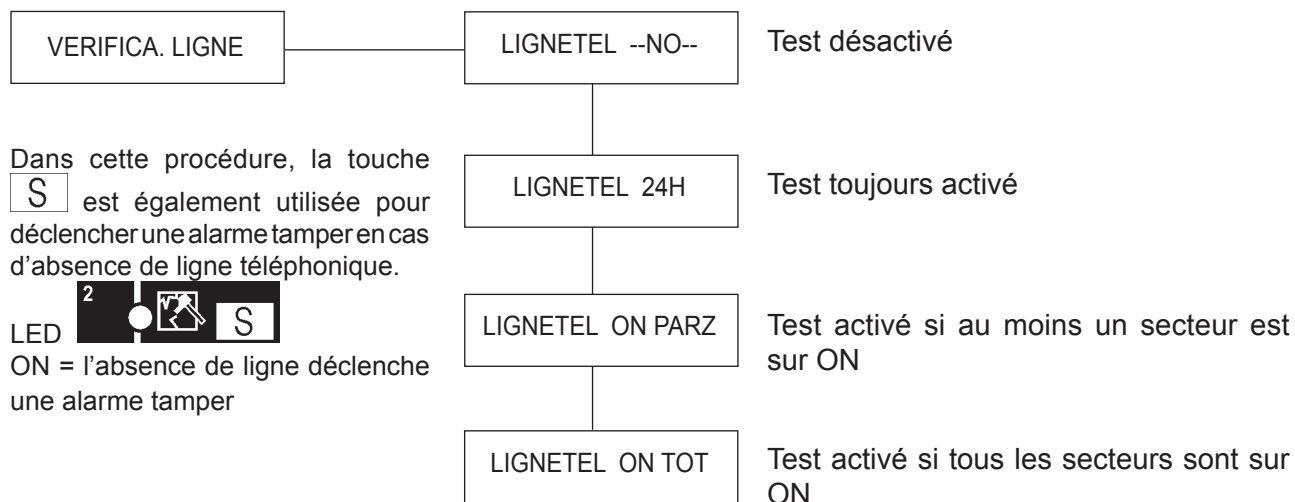 VERIFICA. LIGNE
LIGNETEL --NO--
Test désactivé
Dans cette procédure, la touche
S est également utilisée pour
déclencher une alarme tamper en cas
d'absence de ligne téléphonique.
LED 2 S
ON = l'absence de ligne déclenche
une alarme tamper
LIGNETEL 24H
Test toujours activé
LIGNETEL ON PARZ
Test activé si au moins un secteur est
sur ON
LIGNETEL ON TOT
Test activé si tous les secteurs sont sur
ON